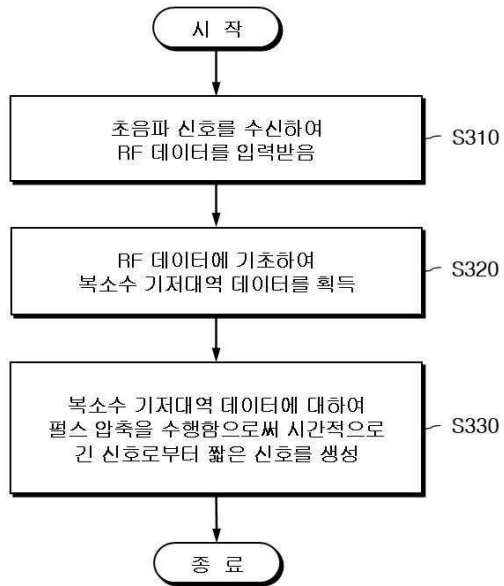 시 작
초음파 신호를 수신하여
RF 데이터를 입력받음
S310
RF 데이터에 기초하여
복소수 기저대역 데이터를 획득
S320
복소수 기저대역 데이터에 대하여
펄스 압축을 수행함으로써 시간적으로
긴 신호로부터 짧은 신호를 생성
S330
종 료